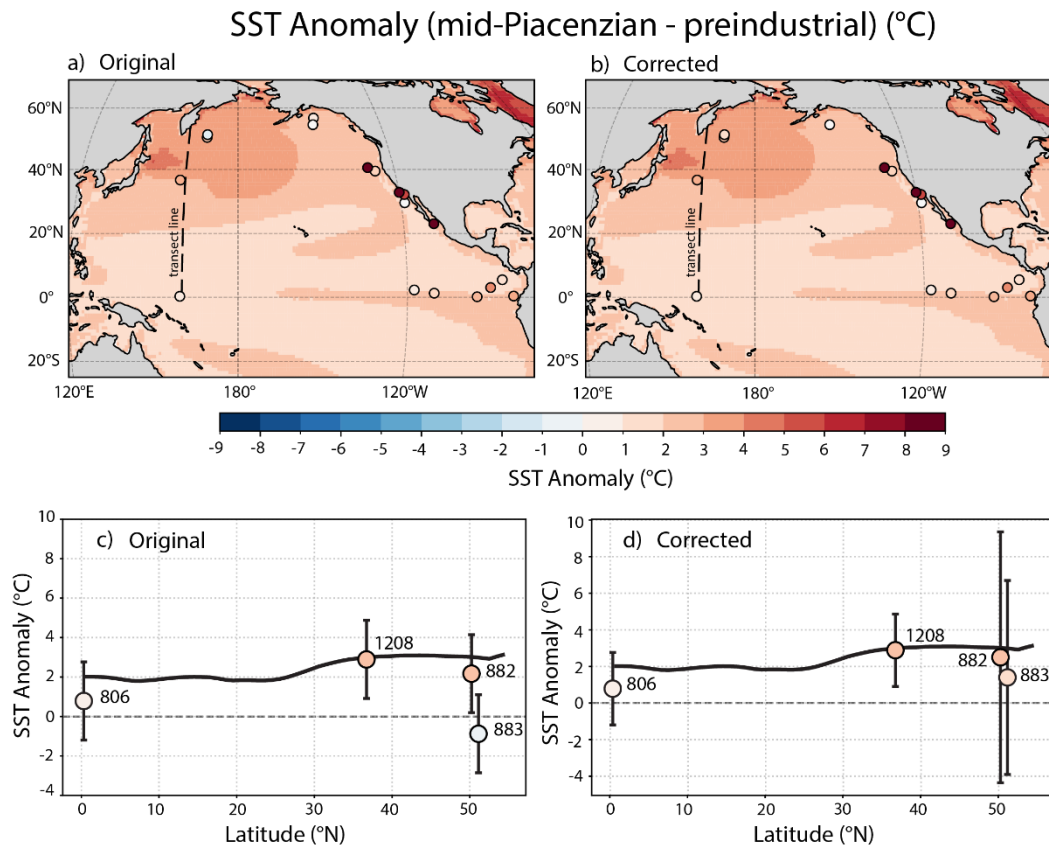 SST Anomaly (mid-Piacenzian - preindustrial) (°C)
a) Original
b) Corrected
60°N
40°N
20°N
0°
20°S
transect line
120°E
180°
120°W
60°N
40°N
20°N
0°
20°S
transect line
120°E
180°
120°W
-9 -8 -7 -6 -5 -4 -3 -2 -1 0 1 2 3 4 5 6 7 8 9
SST Anomaly (°C)
c) Original
SST Anomaly (°C)
10
8
6
4
2
0
-2
-4
806
1208
882
883
0 10 20 30 40 50
Latitude (°N)
d) Corrected
SST Anomaly (°C)
10
8
6
4
2
0
-2
-4
806
1208
882
883
0 10 20 30 40 50
Latitude (°N)